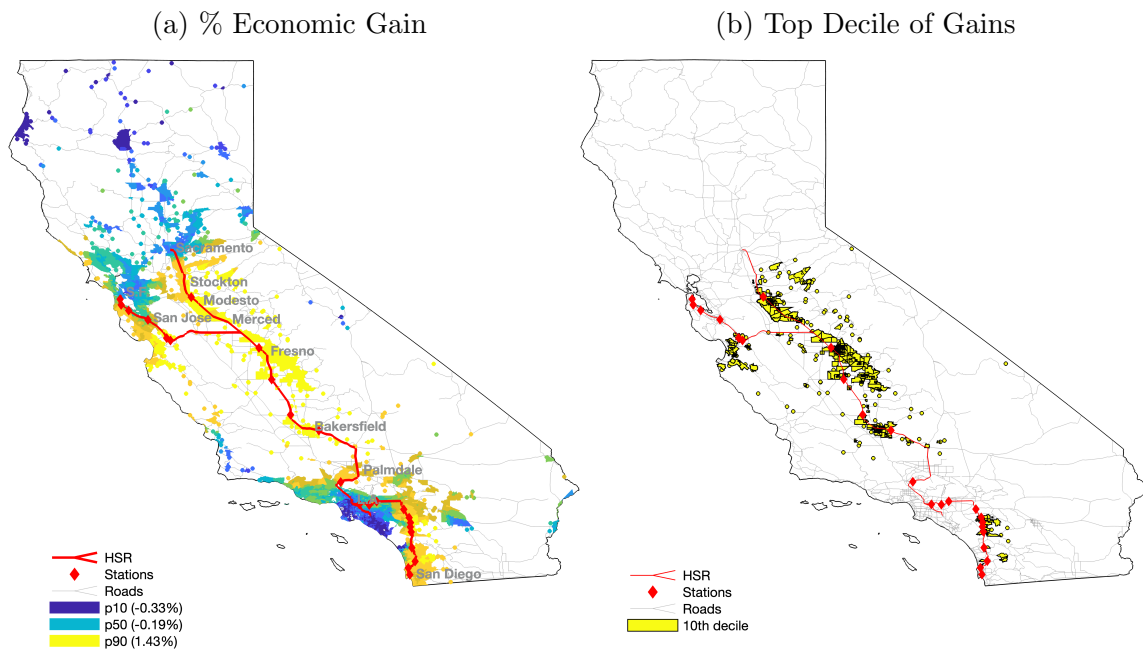 (a) % Economic Gain
(b) Top Decile of Gains
Sacramento
Stockton
Modesto
SF
San Jose
Merced
Fresno
Bakersfield
Palmdale
San Diego
HSR
Stations
Roads
p10 (-0.33%)
p50 (-0.19%)
p90 (1.43%)
HSR
Stations
Roads
10th decile